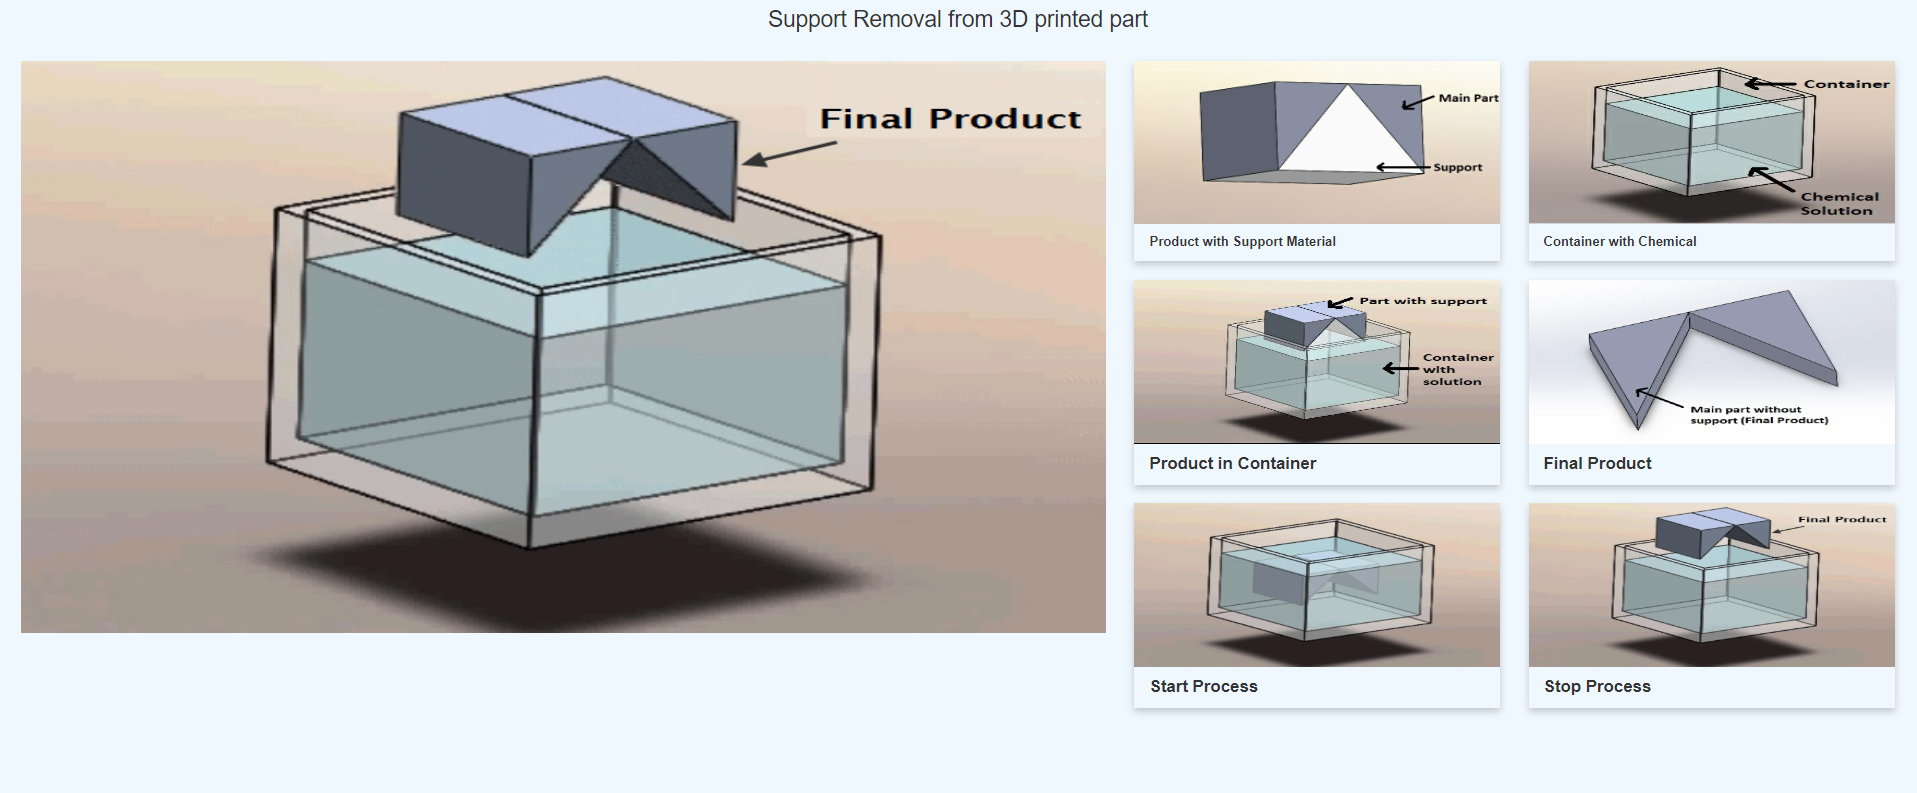 Support Removal from 3D printed part
Final Product
Main Part
Support
Product with Support Material
Container
Chemical
Solution
Container with Chemical
Part with support
Container
with
solution
Product in Container
Main part without
support (Final Product)
Final Product
Start Process
Final Product
Stop Process